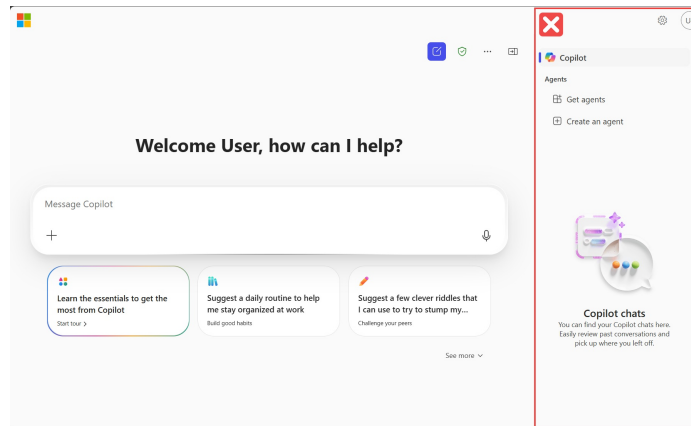 U
Copilot
Agents
Get agents
Create an agent
Welcome User, how can I help?
Message Copilot
Learn the essentials to get the
most from Copilot
Start tour >
Suggest a daily routine to help
me stay organized at work
Build good habits
Suggest a few clever riddles that
I can use to try to stump my...
Challenge your peers
See more
Copilot chats
You can find your Copilot chats here.
Easily review past conversations and
pick up where you left off.